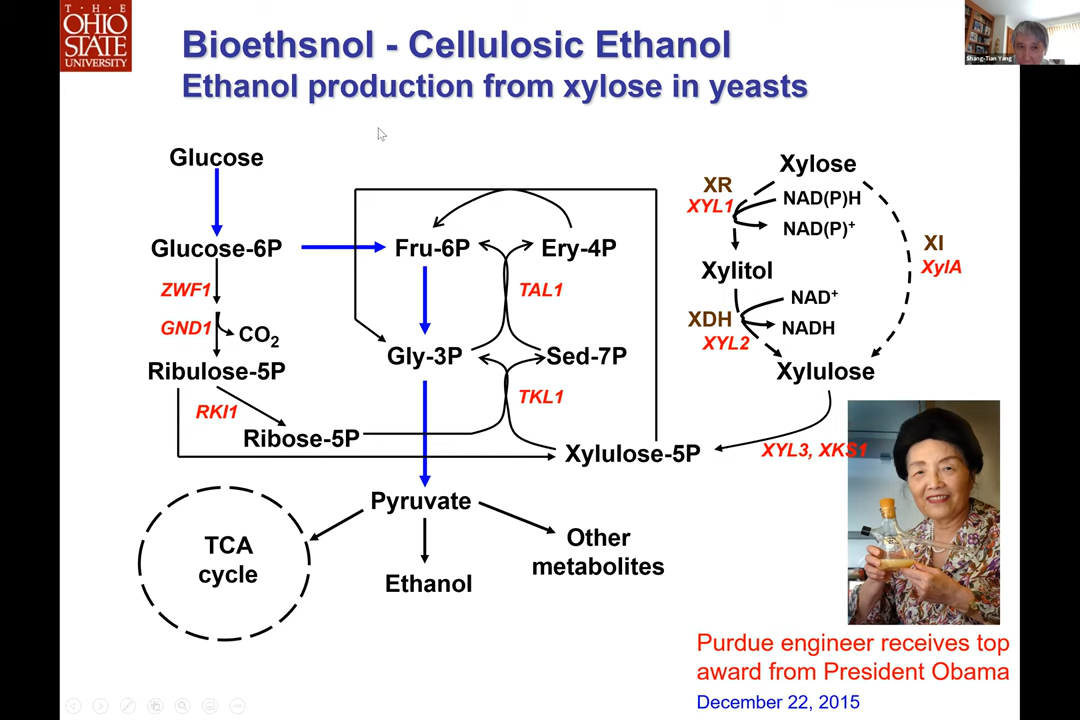 THE
OHIO
STATE
UNIVERSITY
Bioethsnol - Cellulosic Ethanol
Ethanol production from xylose in yeasts
Shang-Tian Yang
Glucose
Glucose-6P
ZWF1
GND1
CO2
Ribulose-5P
RKI1
Ribose-5P
Fru-6P
Ery-4P
TAL1
Gly-3P
Sed-7P
TKL1
Xylulose-5P
Pyruvate
TCA
cycle
Ethanol
Other
metabolites
Xylose
XR
XYL1
NAD(P)H
NAD(P)+
XI
XylA
Xylitol
NAD+
XDH
NADH
XYL2
Xylulose
XYL3, XKS1
Purdue engineer receives top
award from President Obama
December 22, 2015